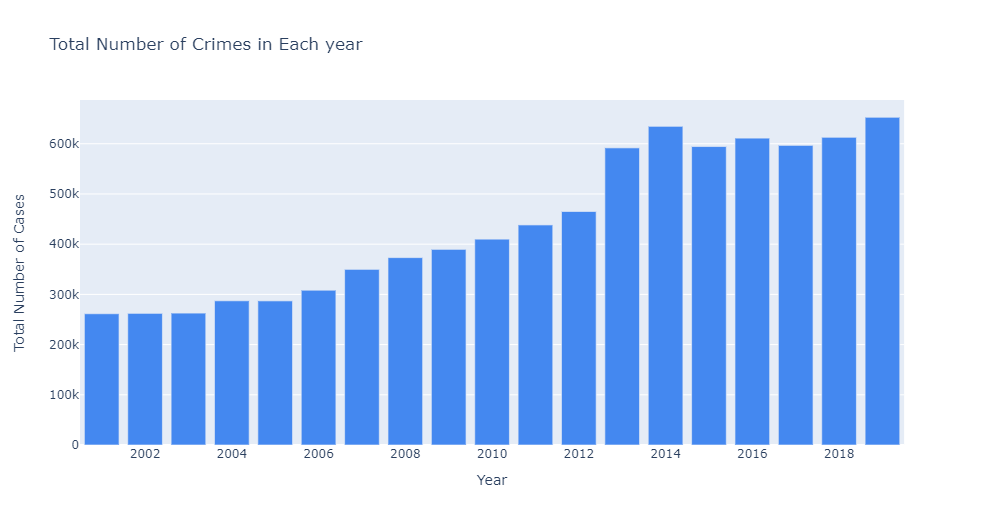 Total Number of Crimes in Each year
Total Number of Cases
600k
500k
400k
300k
200k
100k
0
2002 2004 2006 2008 2010 2012 2014 2016 2018
Year